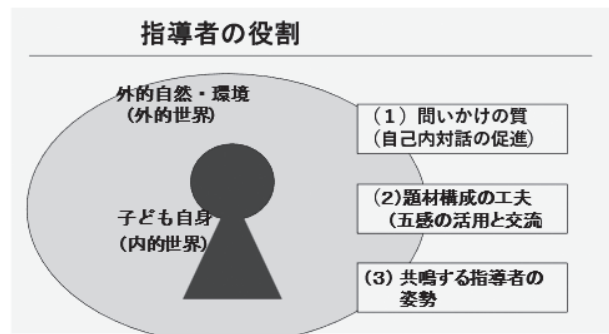 指導者の役割
外的自然・環境
(外的世界)
子ども自身
(内的世界)
(1) 問いかけの質
(自己内対話の促進)
(2)題材構成の工夫
(五感の活用と交流
(3) 共鳴する指導者の
姿勢